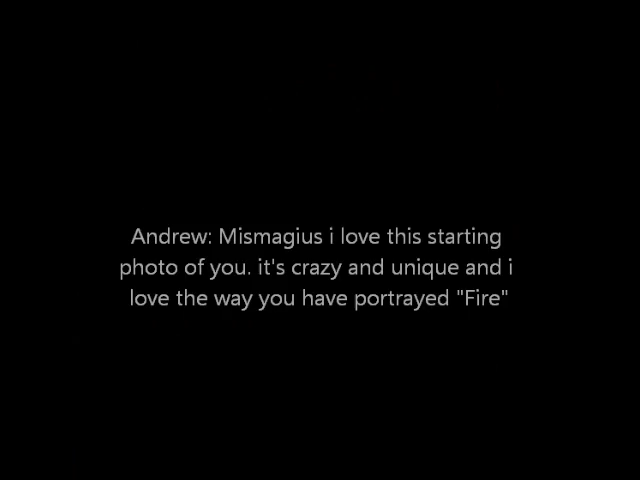 Andrew: Mismagius i love this starting
photo of you. it's crazy and unique and i
love the way you have portrayed "Fire"